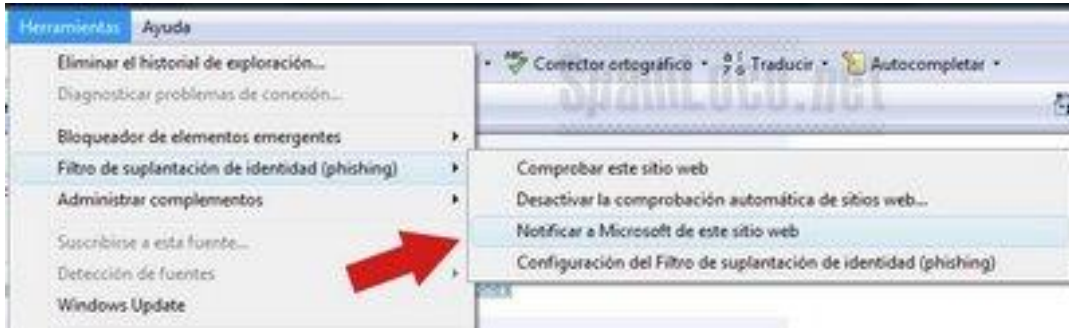 Herramientas Ayuda
Eliminar el historial de exploración...
Corrector ortográfico Traducir Autocompletar
Diagnosticar problemas de conexión...
SpamLoco.net
Bloqueador de elementos emergentes
Filtro de suplantación de identidad (phishing)
Comprobar este sitio web
Administrar complementos
Desactivar la comprobación automática de sitios web...
Notificar a Microsoft de este sitio web
Suscribirse a esta fuente...
Configuración del Filtro de suplantación de identidad (phishing)
Detección de fuentes
Windows Update